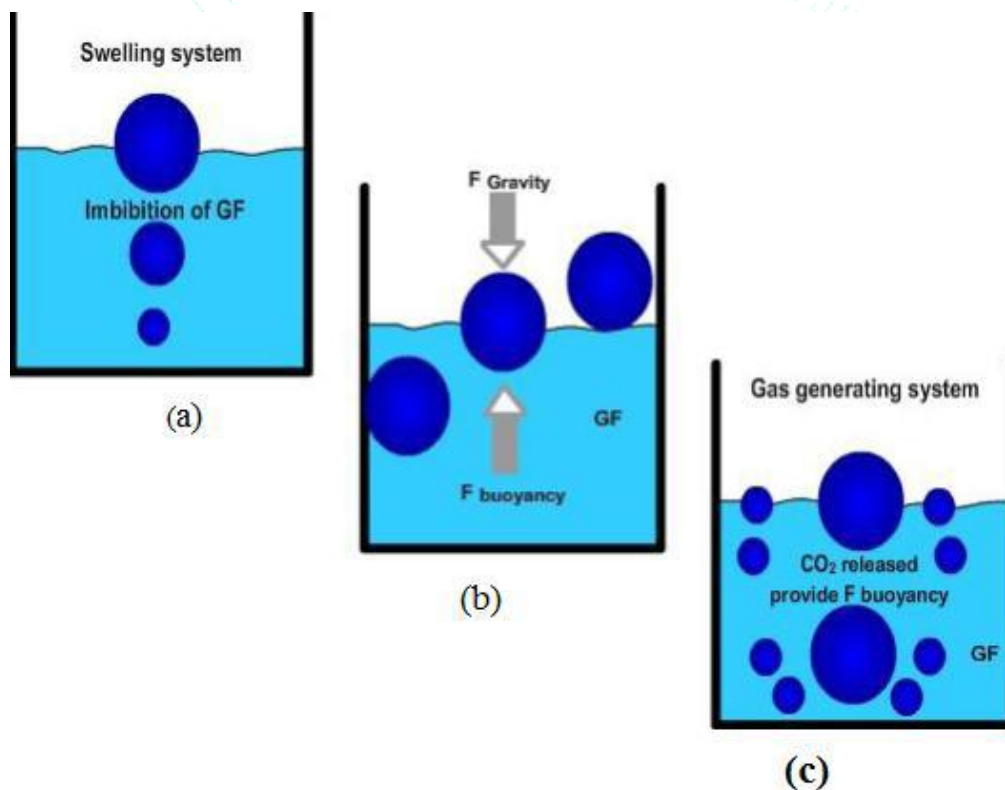 Swelling system
Imbibition of GF
(a)
F Gravity
GF
F buoyancy
(b)
Gas generating system
CO₂ released
provide F buoyancy
GF
(c)